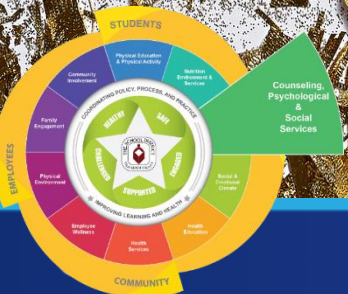 STUDENTS
Physical Education
& Physical Activity
Nutrition
Environment &
Services
Counseling,
Psychological
&
Social
Services
Social &
Emotional
Climate
Health
Education
Health
Services
Employee
Wellness
Physical
Environment
Family
Engagement
Community
Involvement
EMPLOYEES
COMMUNITY
COORDINATING POLICY, PROCESS, AND PRACTICE
IMPROVING LEARNING AND HEALTH
HEALTHY
SAFE
ENGAGED
SUPPORTED
CHALLENGED